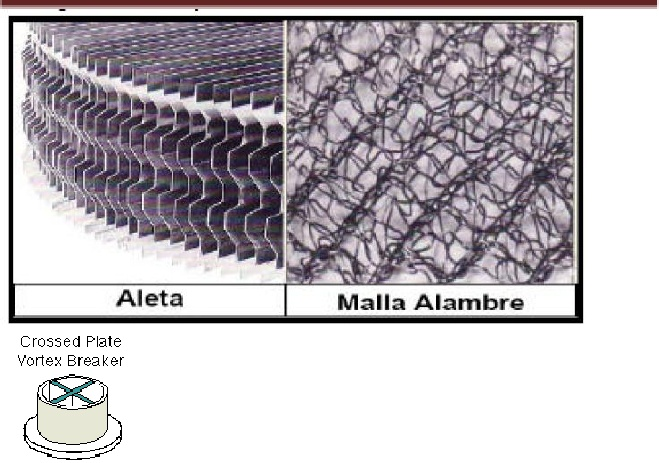 Aleta
Malla Alambre
Crossed Plate
Vortex Breaker